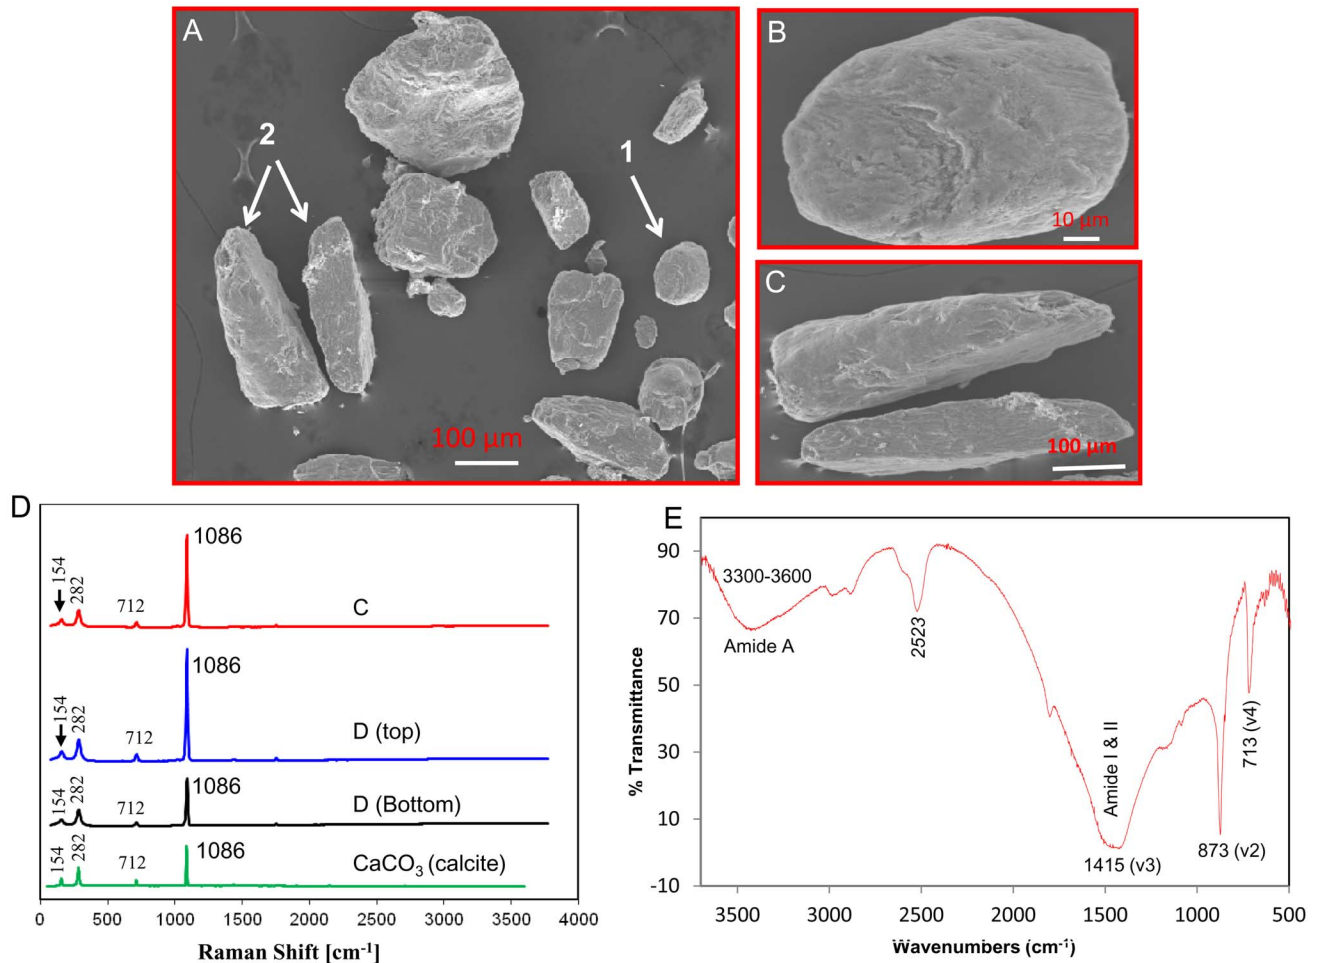 A
2
1
100 µm
B
10 µm
C
100 µm
D
1086
154
282
712
C
1086
154
282
712
D (top)
1086
154
282
712
D (Bottom)
1086
154
282
712
CaCO₃ (calcite)
0 500 1000 1500 2000 2500 3000 3500 4000
Raman Shift [cm⁻¹]
E
90
70
50
30
10
-10
% Transmittance
3300-3600
Amide A
2523
Amide I & II
1415 (v3)
873 (v2)
713 (v4)
3500 3000 2500 2000 1500 1000 500
Wavenumbers (cm⁻¹)